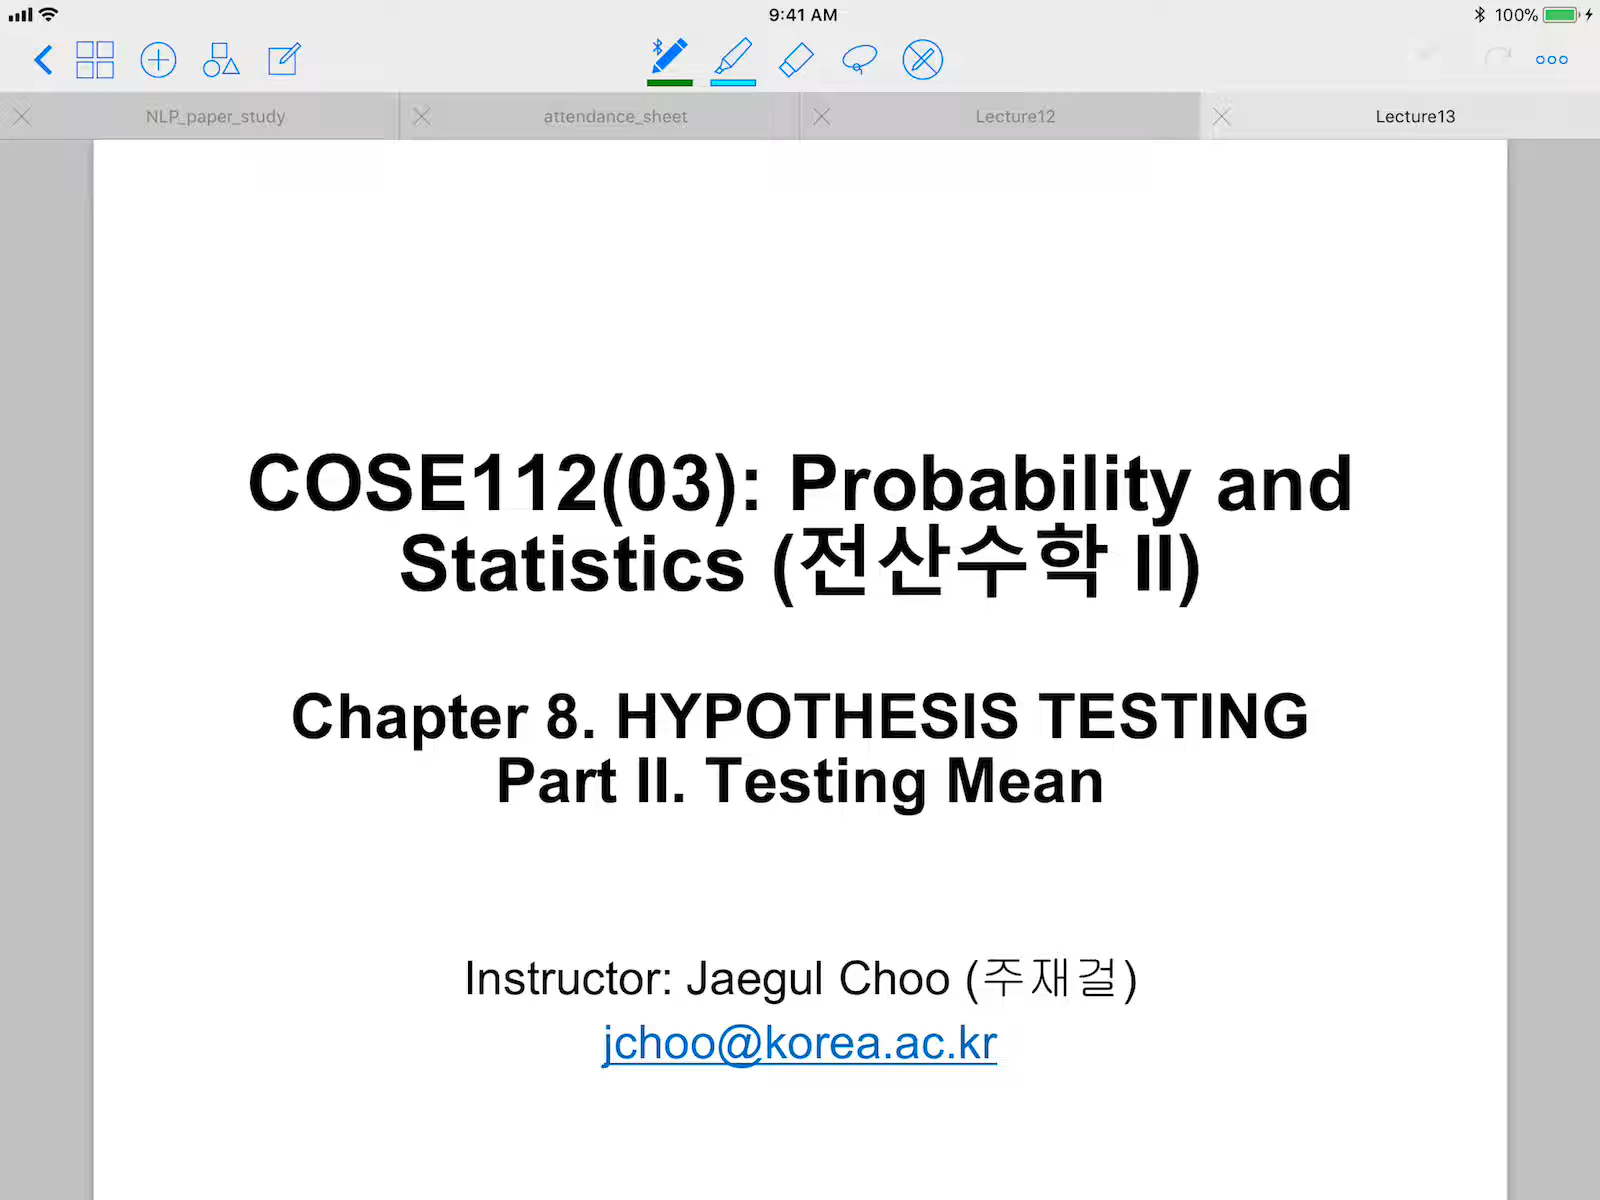 9:41 AM
100%
NLP_paper_study
attendance_sheet
Lecture12
Lecture13
COSE112(03): Probability and
Statistics (전산수학 II)
Chapter 8. HYPOTHESIS TESTING
Part II. Testing Mean
Instructor: Jaegul Choo (주재걸)
jchoo@korea.ac.kr